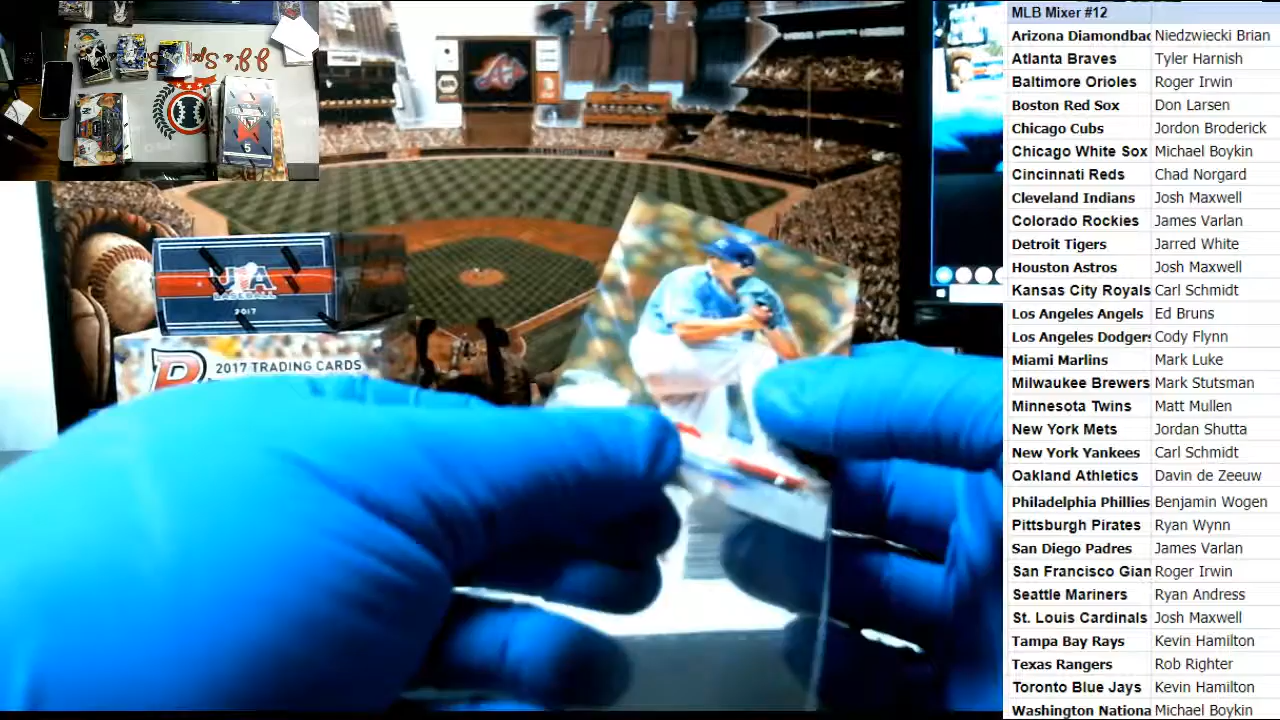 MLB Mixer #12
Arizona Diamondbac Niedzwiecki Brian
Atlanta Braves Tyler Harnish
Baltimore Orioles Roger Irwin
Boston Red Sox Don Larsen
Chicago Cubs Jordon Broderick
Chicago White Sox Michael Boykin
Cincinnati Reds Chad Norgard
Cleveland Indians Josh Maxwell
Colorado Rockies James Varlan
Detroit Tigers Jarred White
Houston Astros Josh Maxwell
Kansas City Royals Carl Schmidt
Los Angeles Angels Ed Bruns
Los Angeles Dodgers Cody Flynn
Miami Marlins Mark Luke
Milwaukee Brewers Mark Stutsman
Minnesota Twins Matt Mullen
New York Mets Jordan Shutta
New York Yankees Carl Schmidt
Oakland Athletics Davin de Zeeuw
Philadelphia Phillies Benjamin Wogen
Pittsburgh Pirates Ryan Wynn
San Diego Padres James Varlan
San Francisco Gian Roger Irwin
Seattle Mariners Ryan Andress
St. Louis Cardinals Josh Maxwell
Tampa Bay Rays Kevin Hamilton
Texas Rangers Rob Righter
Toronto Blue Jays Kevin Hamilton
Washington Nationa Michael Boykin
USA
BASEBALL
2017
2017 TRADING CARDS
5